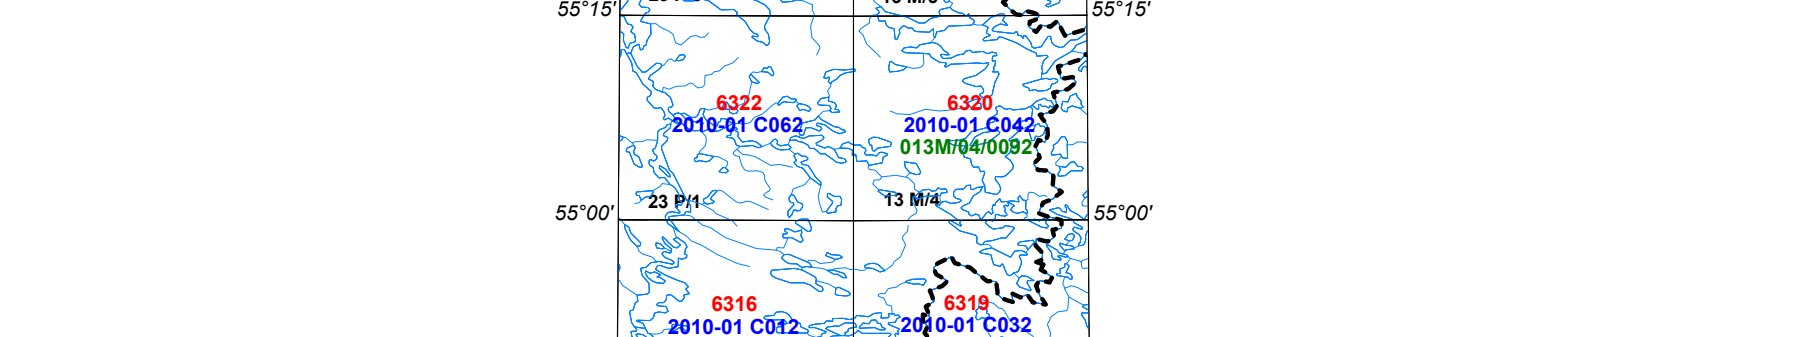 55°15' 55°15'
6322 6320
2010-01 C062 2010-01 C042
013M/04/0092
23 P/1 13 M/4
55°00' 55°00'
6316 6319
2010-01 C012 2010-01 C032